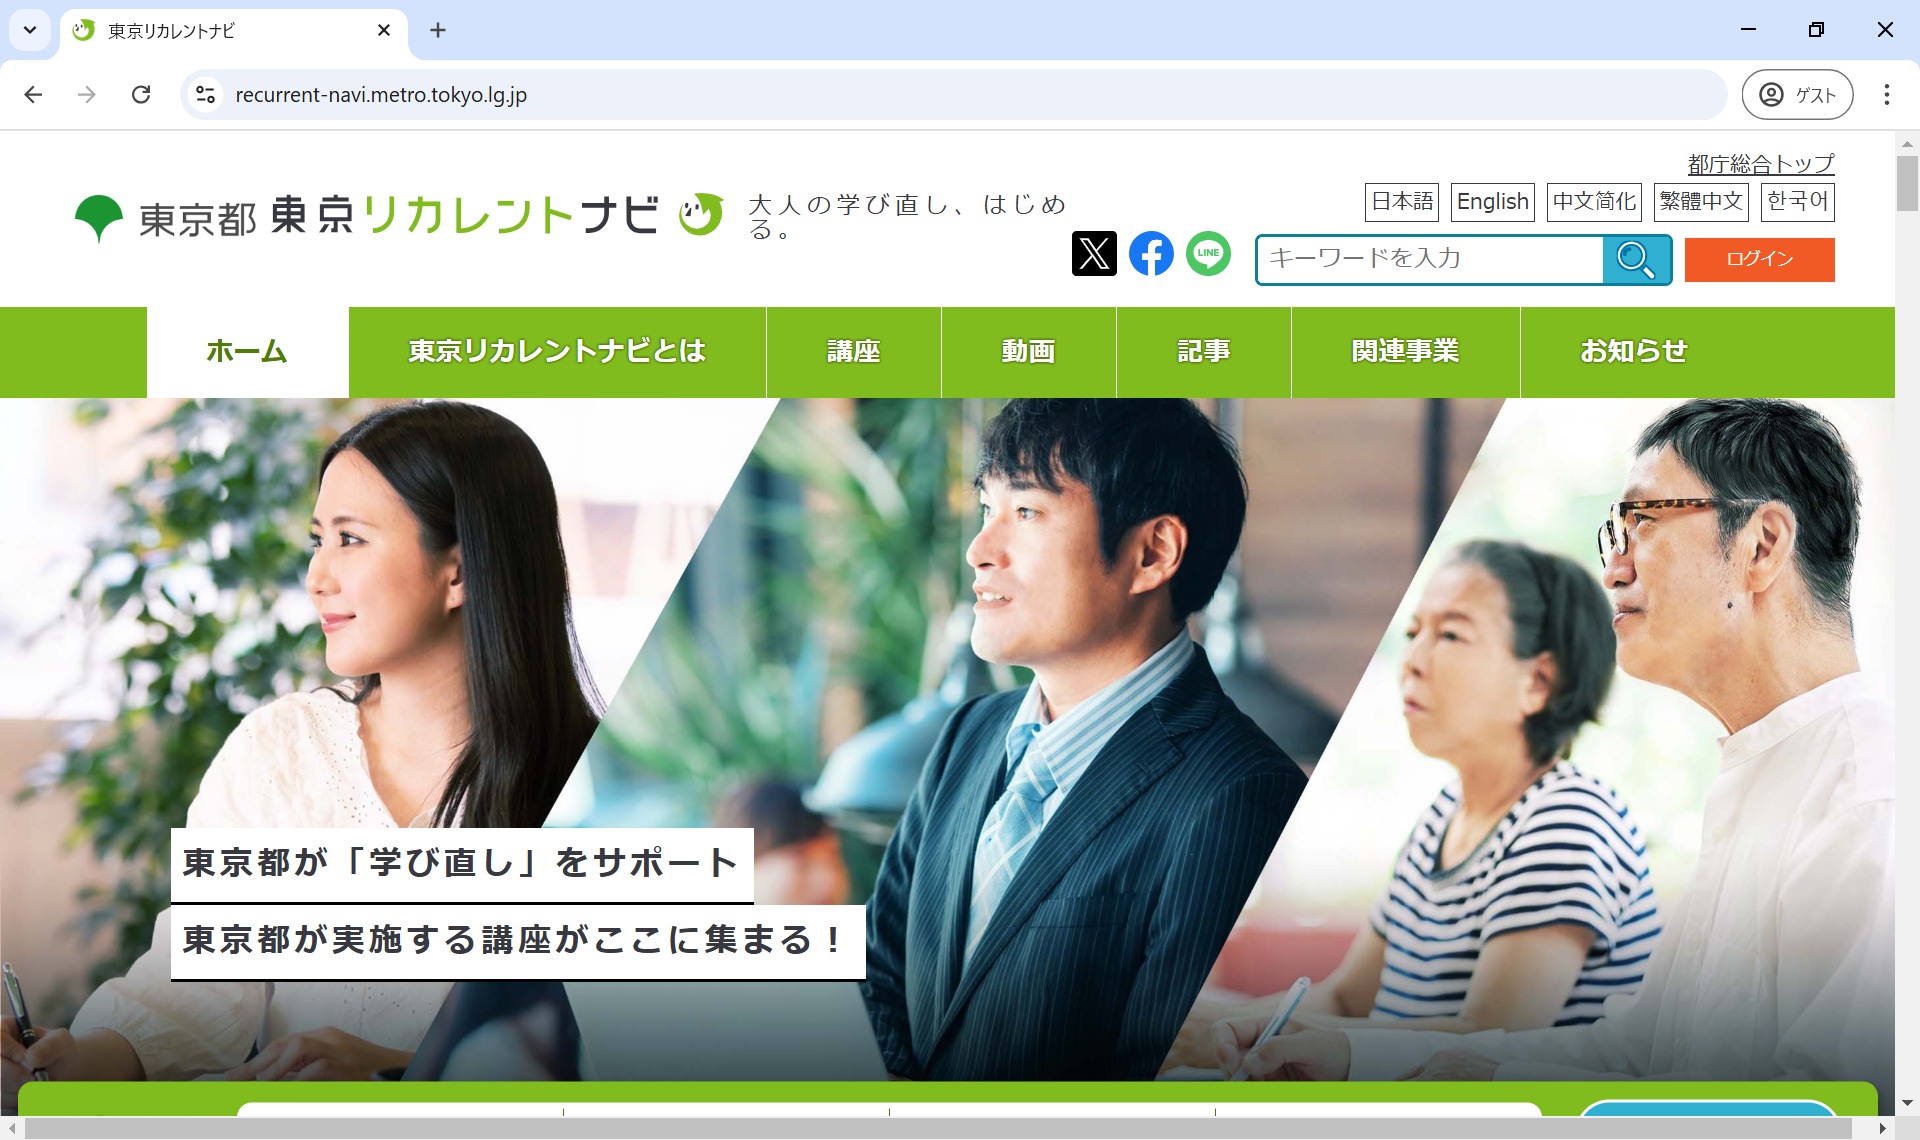 東京リカレントナビ
recurrent-navi.metro.tokyo.lg.jp
ゲスト
都庁総合トップ
東京都 東京リカレントナビ
大人の学び直し、はじめ
る。
日本語 English 中文简化 繁體中文 한국어
LINE
キーワードを入力
ログイン
ホーム 東京リカレントナビとは 講座 動画 記事 関連事業 お知らせ
東京都が「学び直し」をサポート
東京都が実施する講座がここに集まる！